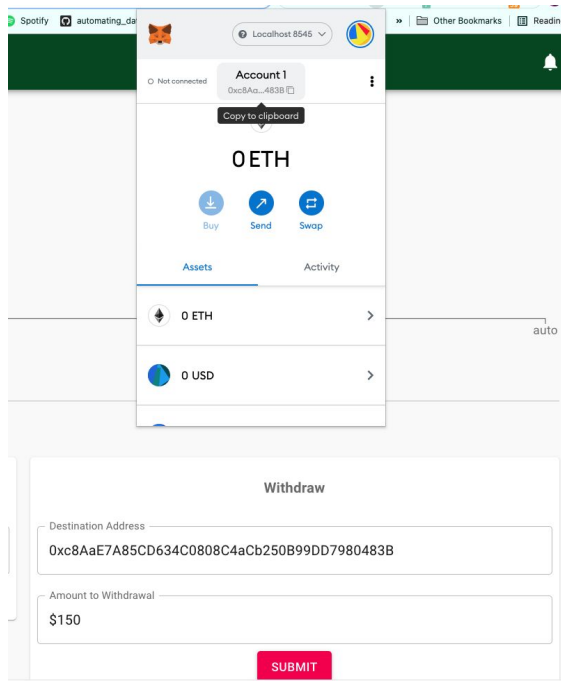 Spotify automating_da
Localhost 8545
» Other Bookmarks Readin
Not connected
Account 1
0xc8Aa...483B
Copy to clipboard
0 ETH
Buy Send Swap
Assets Activity
0 ETH
auto
0 USD
Withdraw
Destination Address
0xc8AaE7A85CD634C0808C4aCb250B99DD7980483B
Amount to Withdrawal
$150
SUBMIT